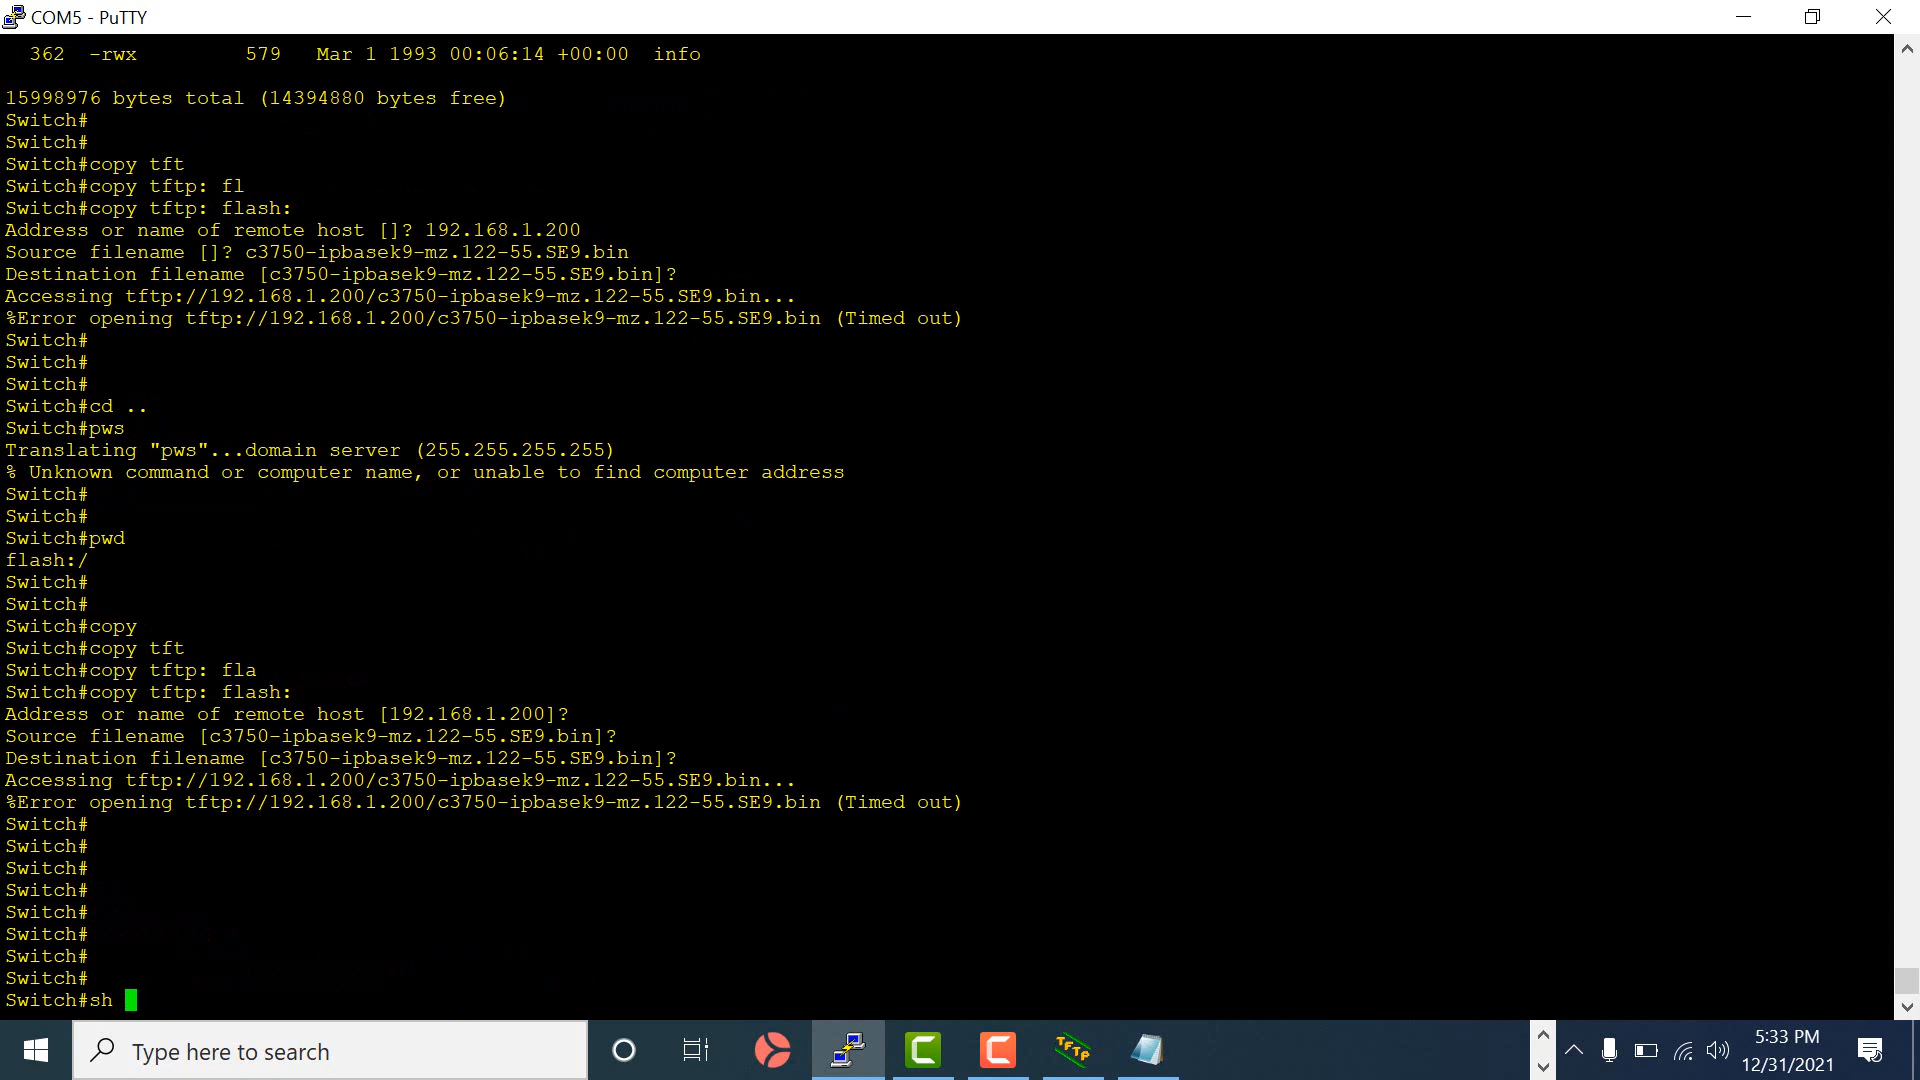 COM5 - PuTTY
362 -rwx 579 Mar 1 1993 00:06:14 +00:00 info
15998976 bytes total (14394880 bytes free)
Switch#
Switch#
Switch#copy tft
Switch#copy tftp: fl
Switch#copy tftp: flash:
Address or name of remote host []? 192.168.1.200
Source filename []? c3750-ipbasek9-mz.122-55.SE9.bin
Destination filename [c3750-ipbasek9-mz.122-55.SE9.bin]?
Accessing tftp://192.168.1.200/c3750-ipbasek9-mz.122-55.SE9.bin...
%Error opening tftp://192.168.1.200/c3750-ipbasek9-mz.122-55.SE9.bin (Timed out)
Switch#
Switch#
Switch#
Switch#cd ..
Switch#pws
Translating "pws"...domain server (255.255.255.255)
% Unknown command or computer name, or unable to find computer address
Switch#
Switch#
Switch#pwd
flash:/
Switch#
Switch#
Switch#copy
Switch#copy tft
Switch#copy tftp: fla
Switch#copy tftp: flash:
Address or name of remote host [192.168.1.200]?
Source filename [c3750-ipbasek9-mz.122-55.SE9.bin]?
Destination filename [c3750-ipbasek9-mz.122-55.SE9.bin]?
Accessing tftp://192.168.1.200/c3750-ipbasek9-mz.122-55.SE9.bin...
%Error opening tftp://192.168.1.200/c3750-ipbasek9-mz.122-55.SE9.bin (Timed out)
Switch#
Switch#
Switch#
Switch#
Switch#
Switch#
Switch#
Switch#
Switch#sh
Type here to search
TFTP
5:33 PM
12/31/2021